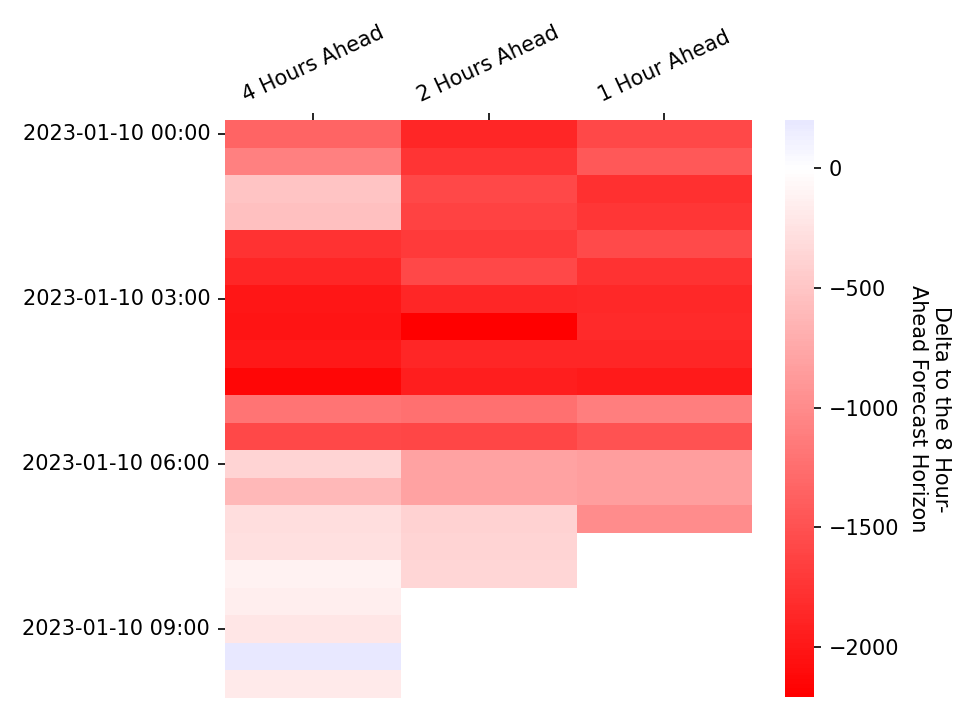 4 Hours Ahead
2 Hours Ahead
1 Hour Ahead
2023-01-10 00:00
2023-01-10 03:00
2023-01-10 06:00
2023-01-10 09:00
0
−500
−1000
−1500
−2000
Delta to the 8 Hour-
Ahead Forecast Horizon